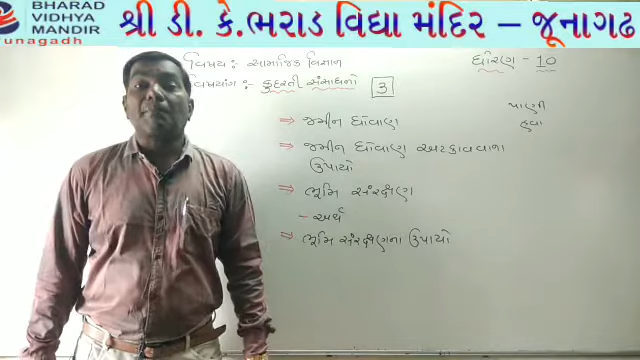 BHARAD
VIDHYA
MANDIR
unagadh
શ્રી ડી. કે.ભરાડ વિદ્યા મંદિર – જૂનાગઢ
વિષય :- સામાજિક વિજ્ઞાન
ધોરણ - 10
વિષયાંગ :- કુદરતી સંસાધનો 3
પાણી
હવા
⇒ જમીન ધોવાણ
⇒ જમીન ધોવાણ અટકાવવાના
ઉપાયો
⇒ ભૂમિ સંરક્ષણ
- અર્થ
⇒ ભૂમિ સંરક્ષણના ઉપાયો